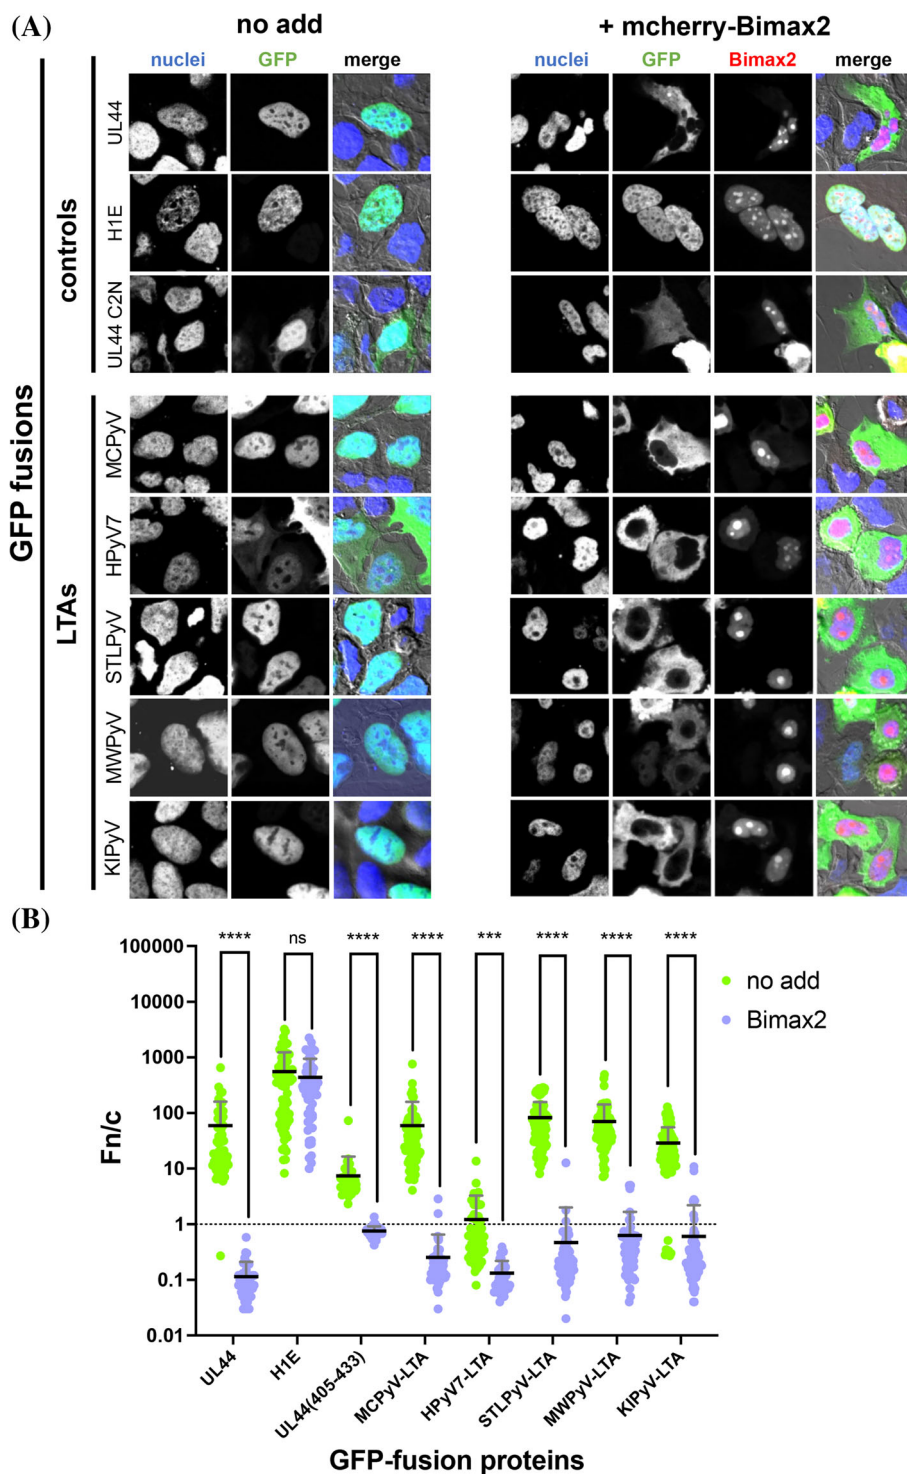 (A)
no add
+ mcherry-Bimax2
nuclei GFP merge
nuclei GFP Bimax2 merge
GFP fusions
controls
UL44
H1E
UL44 C2N
LTAs
MCPyV
HPyV7
STLPyV
MWPyV
KIPyV
(B)
**** ns **** **** *** **** **** ****
100000
10000
1000
100
10
1
0.1
0.01
Fn/c
no add
Bimax2
UL44
H1E
UL44(405-433)
MCPyV-LTA
HPyV7-LTA
STLPyV-LTA
MWPyV-LTA
KIPyV-LTA
GFP-fusion proteins